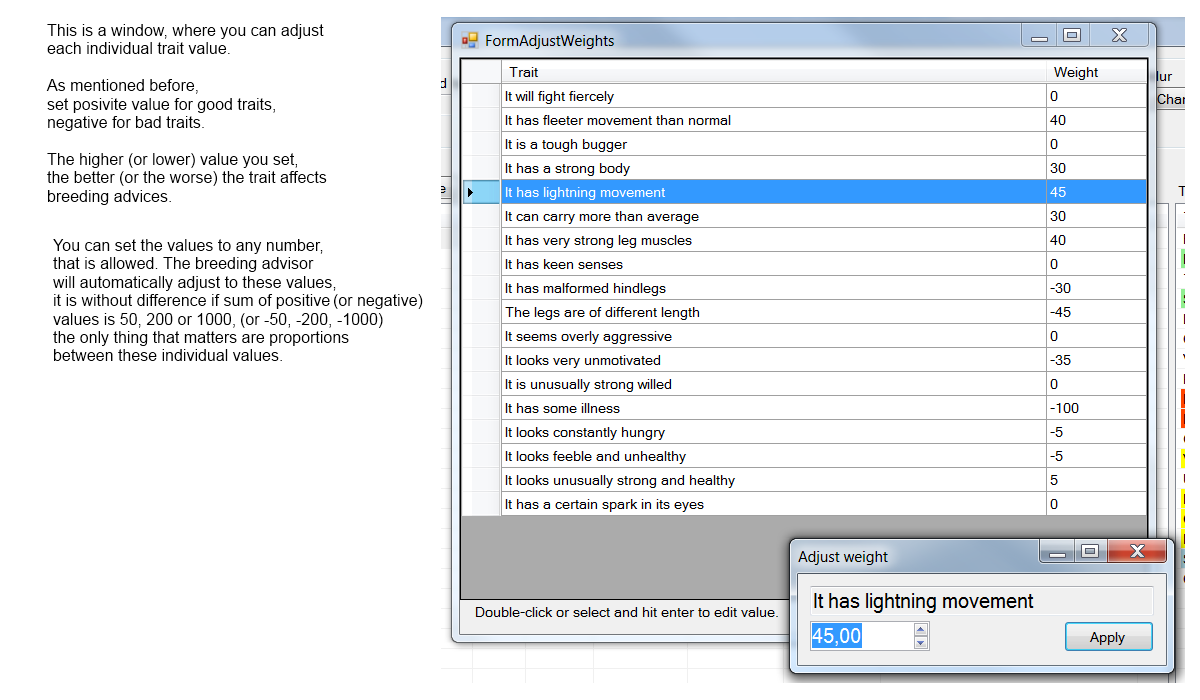 This is a window, where you can adjust
each individual trait value.
As mentioned before,
set posivite value for good traits,
negative for bad traits.
The higher (or lower) value you set,
the better (or the worse) the trait affects
breeding advices.
You can set the values to any number,
that is allowed. The breeding advisor
will automatically adjust to these values,
it is without difference if sum of positive (or negative)
values is 50, 200 or 1000, (or -50, -200, -1000)
the only thing that matters are proportions
between these individual values.
FormAdjustWeights
Trait Weight
It will fight fiercely 0
It has fleeter movement than normal 40
It is a tough bugger 0
It has a strong body 30
It has lightning movement 45
It can carry more than average 30
It has very strong leg muscles 40
It has keen senses 0
It has malformed hindlegs -30
The legs are of different length -45
It seems overly aggressive 0
It looks very unmotivated -35
It is unusually strong willed 0
It has some illness -100
It looks constantly hungry -5
It looks feeble and unhealthy -5
It looks unusually strong and healthy 5
It has a certain spark in its eyes 0
Double-click or select and hit enter to edit value.
Adjust weight
It has lightning movement
45,00
Apply